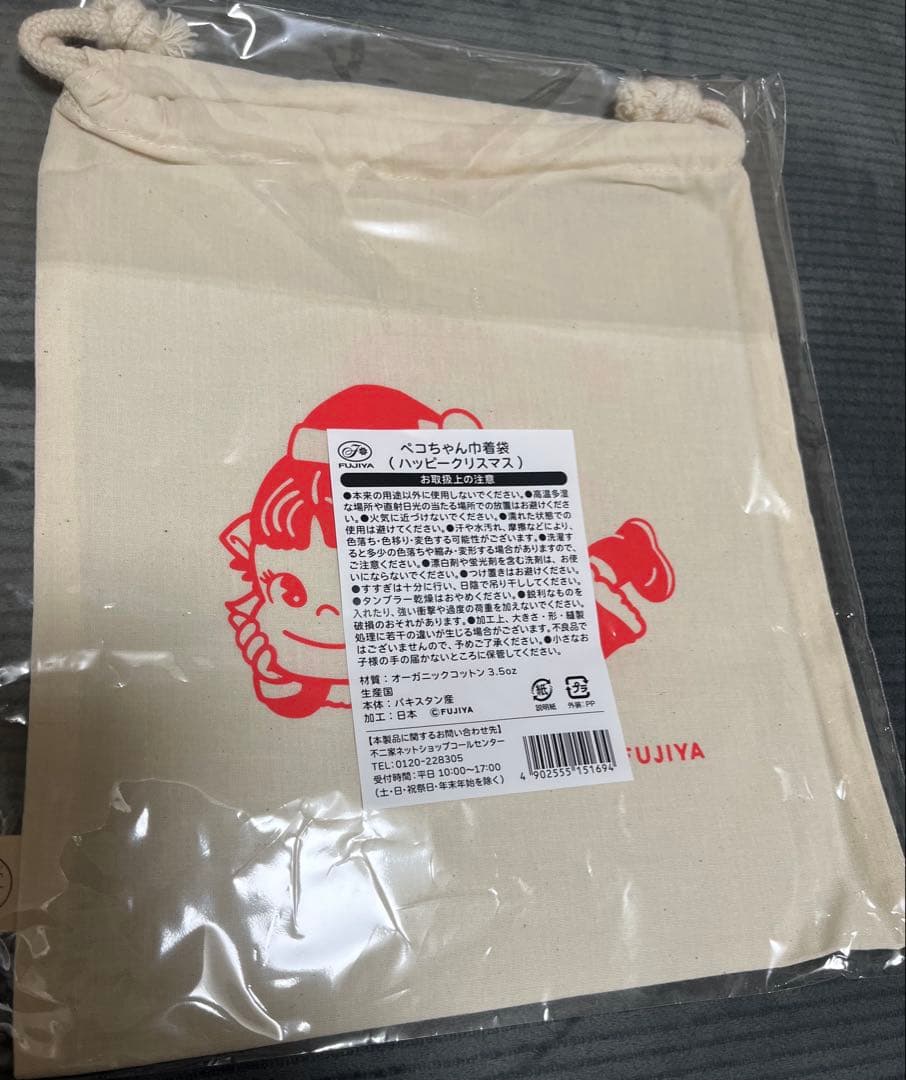 FUJIYA
ペコちゃん巾着袋
(ハッピークリスマス)
お取扱上の注意
●本来の用途以外に使用しないでください。●高温多湿
な場所や直射日光の当たる場所での放置はお避けくださ
い。●火気に近づけないでください。●濡れた状態での
使用は避けてください。●汗や水汚れ、摩擦などにより、
色落ち・色移り・変色する可能性がございます。●洗濯す
ると多少の色落ちや縮み・変形する場合がありますので、
ご注意ください。●漂白剤や蛍光剤を含む洗剤は、お使
いにならないでください。●つけ置きはお避けください。
●すすぎは十分に行い、日陰で吊り干ししてください。
●タンブラー乾燥はおやめください。●鋭利なものを
入れたり、強い衝撃や過度の荷重を加えないでください。
破損のおそれがあります。●加工上、大きさ・形・縫製
処理に若干の違いが生じる場合がございます。不良品で
はございませんので、予めご了承ください。●小さなお
子様の手の届かないところに保管してください。
材質:オーガニックコットン 3.5oz
生産国
本体:パキスタン産
加工:日本 ©FUJIYA
紙
説明紙
プラ
外装:PP
【本製品に関するお問い合わせ先】
不二家ネットショップコールセンター
TEL:0120-228305
受付時間:平日 10:00〜17:00
(土・日・祝祭日・年末年始を除く)
4 902555 151694
FUJIYA